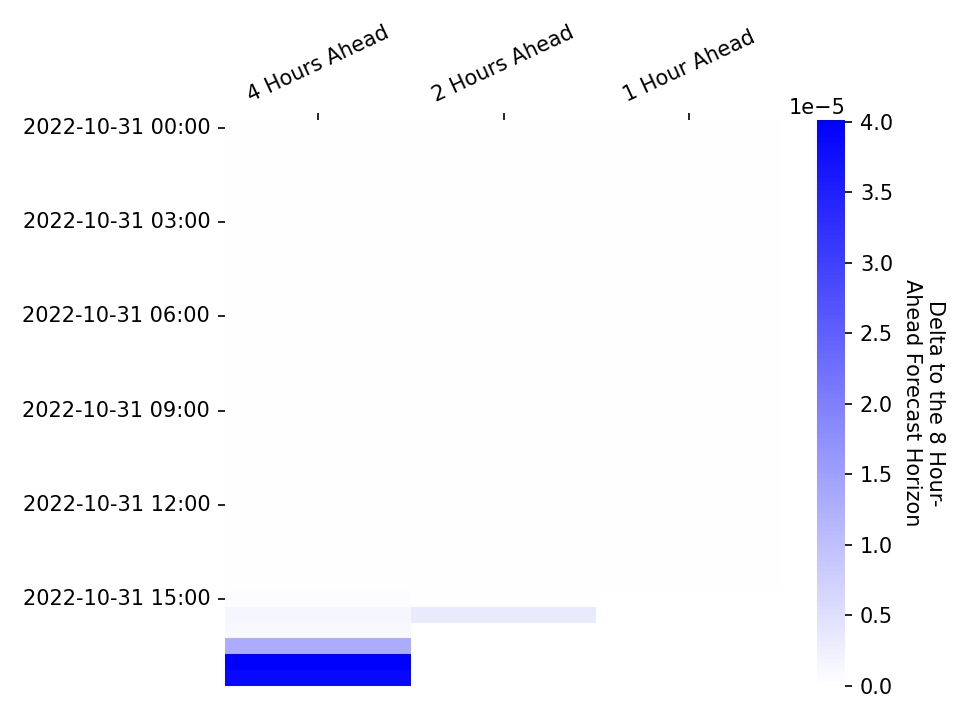 4 Hours Ahead
2 Hours Ahead
1 Hour Ahead
2022-10-31 00:00
2022-10-31 03:00
2022-10-31 06:00
2022-10-31 09:00
2022-10-31 12:00
2022-10-31 15:00
1e−5
4.0
3.5
3.0
2.5
2.0
1.5
1.0
0.5
0.0
Delta to the 8 Hour-
Ahead Forecast Horizon